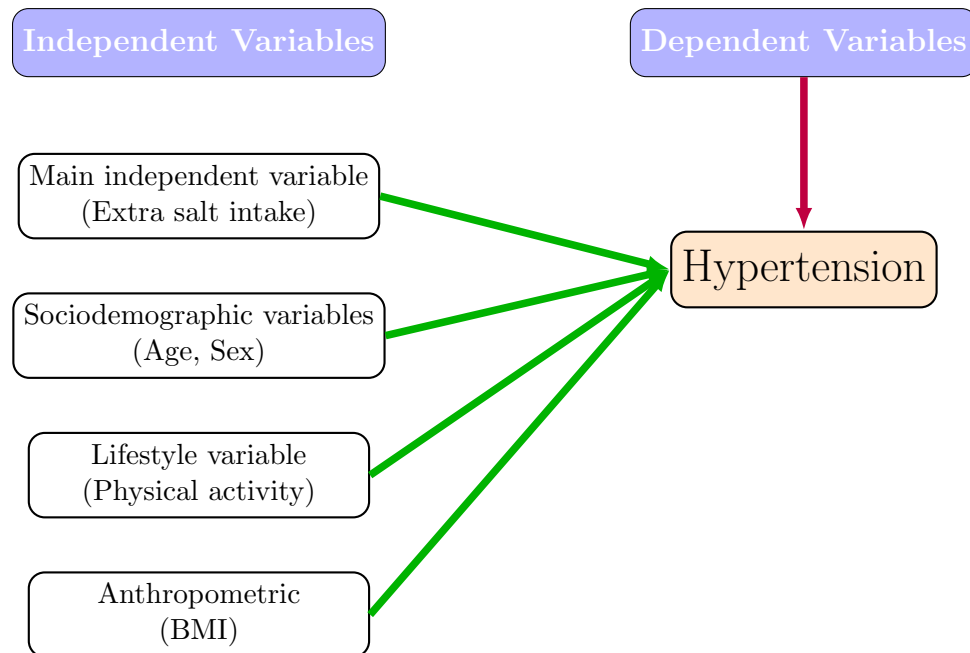 Independent Variables
Dependent Variables
Main independent variable
(Extra salt intake)
Hypertension
Sociodemographic variables
(Age, Sex)
Lifestyle variable
(Physical activity)
Anthropometric
(BMI)